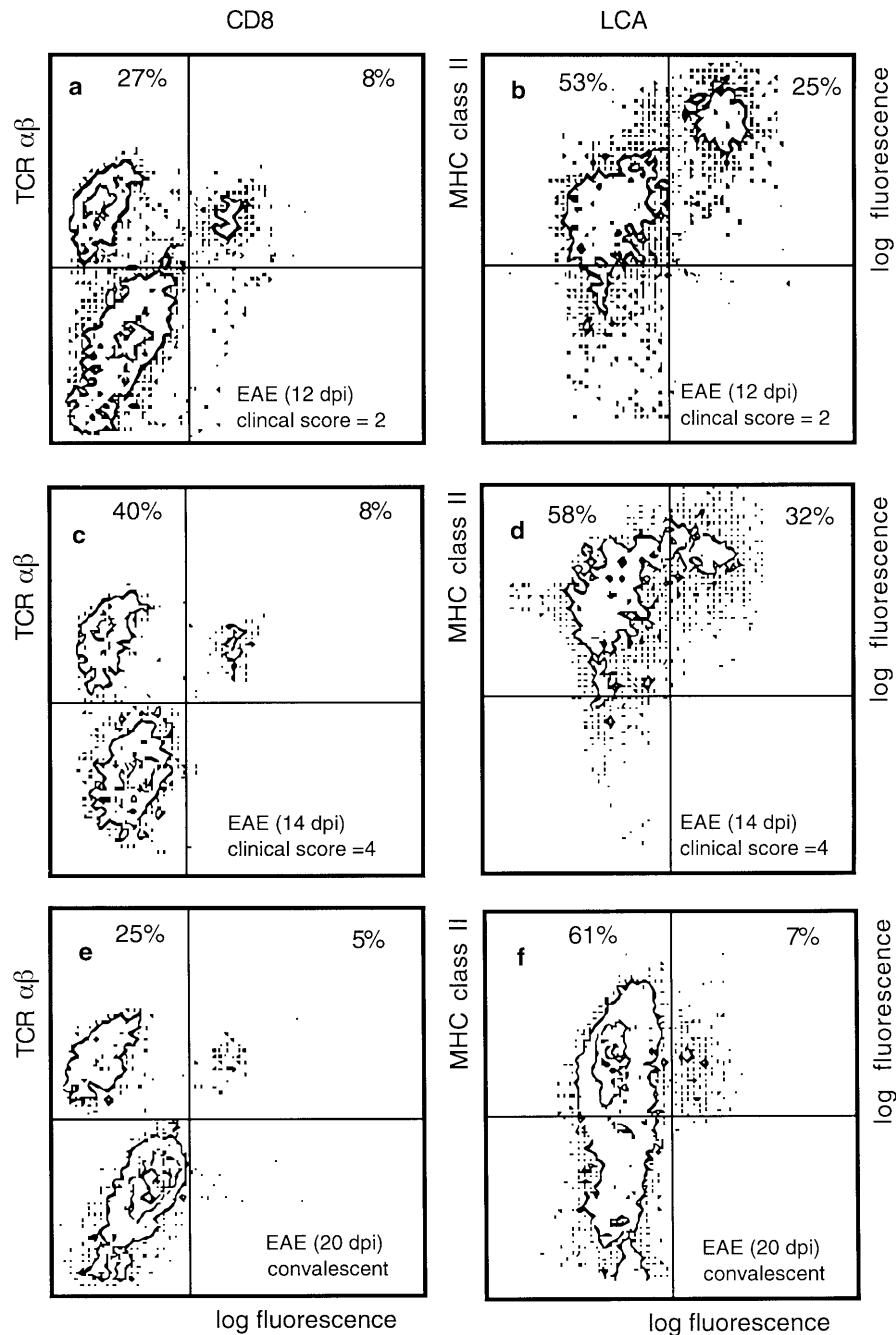 CD8
LCA
a
27%
8%
TCR αβ
EAE (12 dpi)
clincal score = 2
b
53%
25%
MHC class II
log fluorescence
EAE (12 dpi)
clinical score = 2
c
40%
8%
TCR αβ
EAE (14 dpi)
clinical score =4
d
58%
32%
MHC class II
log fluorescence
EAE (14 dpi)
clinical score =4
e
25%
5%
TCR αβ
EAE (20 dpi)
convalescent
log fluorescence
f
61%
7%
MHC class II
log fluorescence
EAE (20 dpi)
convalescent
log fluorescence